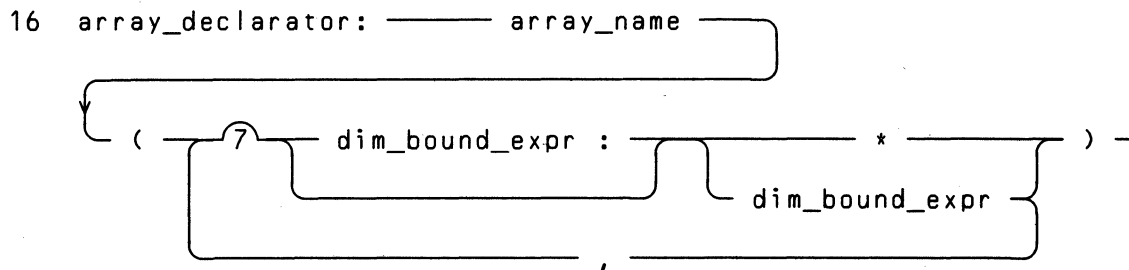 16 array_declarator: array_name
( 7 dim_bound_expr : * )
dim_bound_expr
,